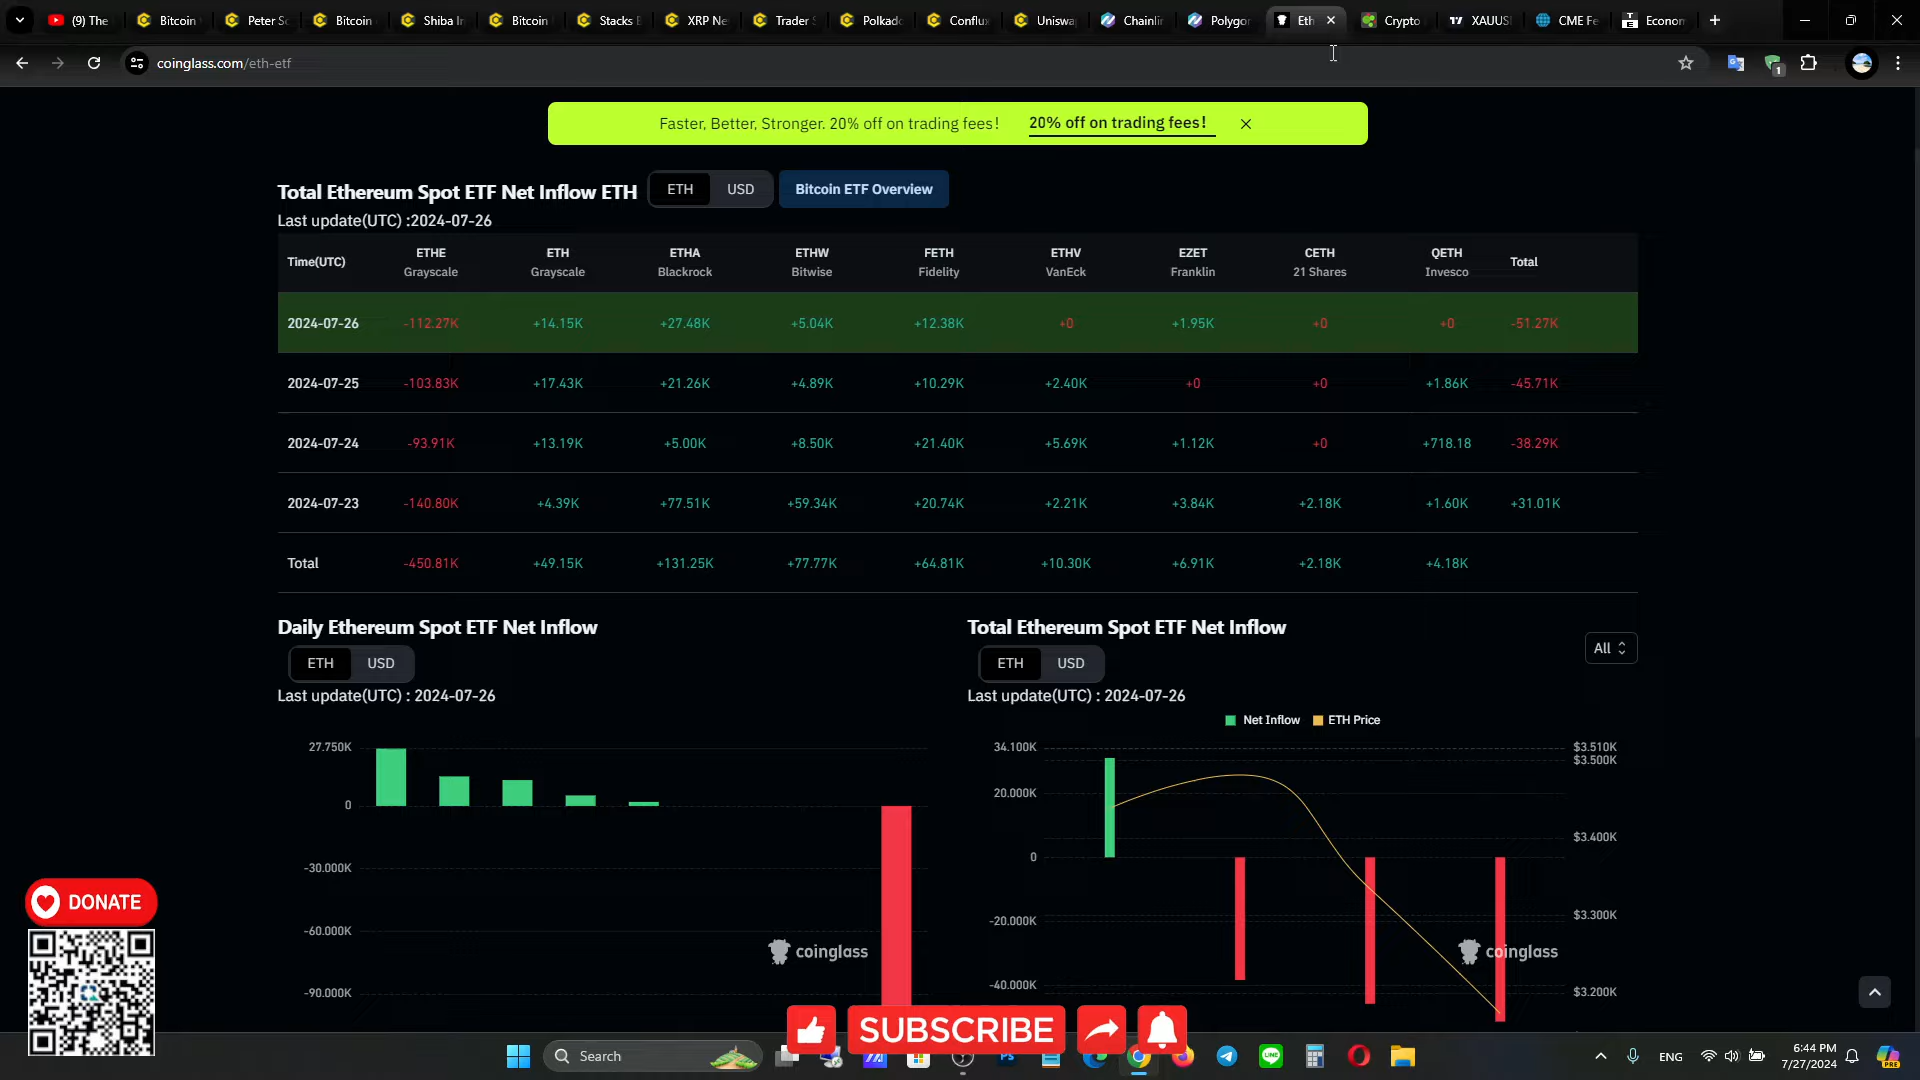 (9) The
Bitcoin
Peter Sc
Bitcoin
Shiba In
Bitcoin
Stacks
XRP Ne
Trader
Polkado
Conflux
Uniswa
Chainlin
Polygon
Eth
Crypto
XAUUS
CME Fe
Econom
coinglass.com/eth-etf
1
Faster, Better, Stronger. 20% off on trading fees! 20% off on trading fees!
Total Ethereum Spot ETF Net Inflow ETH ETH USD Bitcoin ETF Overview
Last update(UTC) :2024-07-26
Time(UTC) ETHE ETH ETHA ETHW FETH ETHV EZET CETH QETH Total
Grayscale Grayscale Blackrock Bitwise Fidelity VanEck Franklin 21 Shares Invesco
2024-07-26 -112.27K +14.15K +27.48K +5.04K +12.38K +0 +1.95K +0 +0 -51.27K
2024-07-25 -103.83K +17.43K +21.26K +4.89K +10.29K +2.40K +0 +0 +1.86K -45.71K
2024-07-24 -93.91K +13.19K +5.00K +8.50K +21.40K +5.69K +1.12K +0 +718.18 -38.29K
2024-07-23 -140.80K +4.39K +77.51K +59.34K +20.74K +2.21K +3.84K +2.18K +1.60K +31.01K
Total -450.81K +49.15K +131.25K +77.77K +64.81K +10.30K +6.91K +2.18K +4.18K
Daily Ethereum Spot ETF Net Inflow
ETH USD
Last update(UTC) : 2024-07-26
27.750K
0
-30.000K
-60.000K
-90.000K
coinglass
Total Ethereum Spot ETF Net Inflow
All
ETH USD
Last update(UTC) : 2024-07-26
Net Inflow ETH Price
34.100K
20.000K
0
-20.000K
-40.000K
$3.510K
$3.500K
$3.400K
$3.300K
$3.200K
coinglass
DONATE
SUBSCRIBE
Search
Ps
LINE
ENG
6:44 PM
7/27/2024
PRE